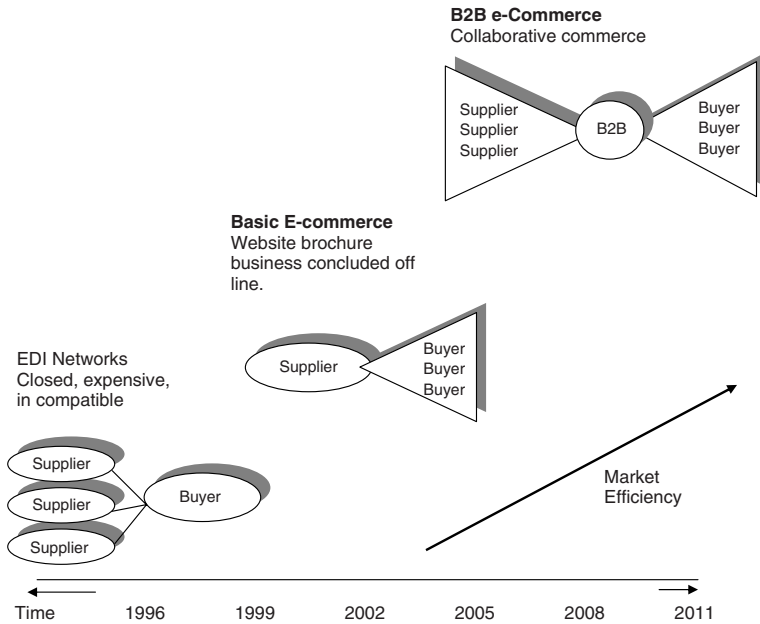 B2B e-Commerce
Collaborative commerce
Supplier
Supplier
Supplier
B2B
Buyer
Buyer
Buyer
Basic E-commerce
Website brochure
business concluded off
line.
Supplier
Buyer
Buyer
Buyer
EDI Networks
Closed, expensive,
in compatible
Supplier
Supplier
Supplier
Buyer
Market
Efficiency
Time 1996 1999 2002 2005 2008 2011